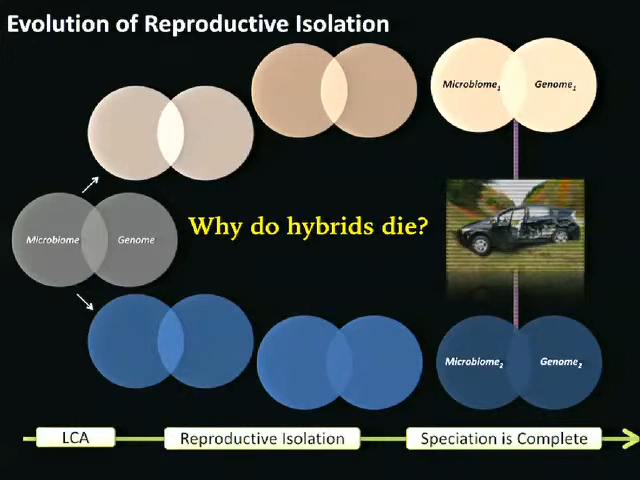 Evolution of Reproductive Isolation
Microbiome₁ Genome₁
Microbiome Genome
Why do hybrids die?
Microbiome₂ Genome₂
LCA Reproductive Isolation Speciation is Complete